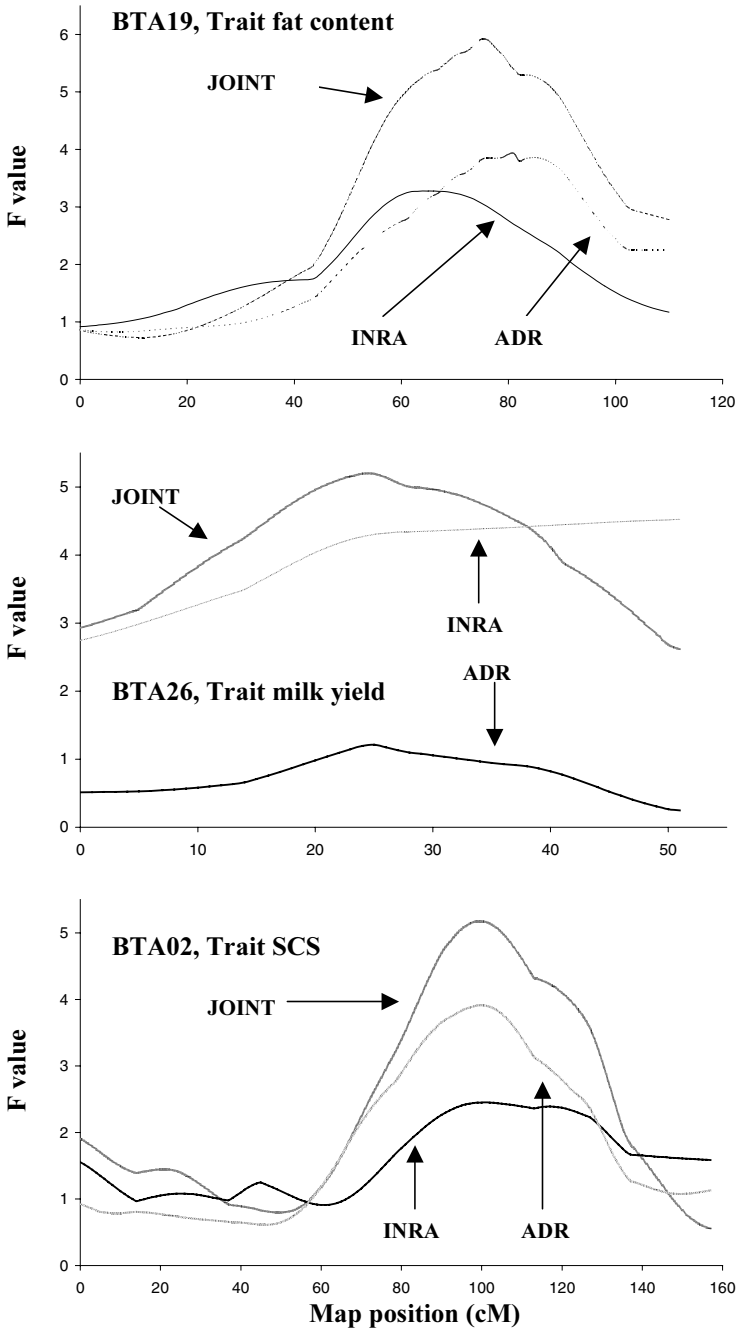 BTA19, Trait fat content
JOINT
INRA
ADR
F value
6
5
4
3
2
1
0
0 20 40 60 80 100 120
JOINT
INRA
ADR
BTA26, Trait milk yield
F value
5
4
3
2
1
0
0 10 20 30 40 50
BTA02, Trait SCS
JOINT
INRA
ADR
F value
5
4
3
2
1
0
0 20 40 60 80 100 120 140 160
Map position (cM)